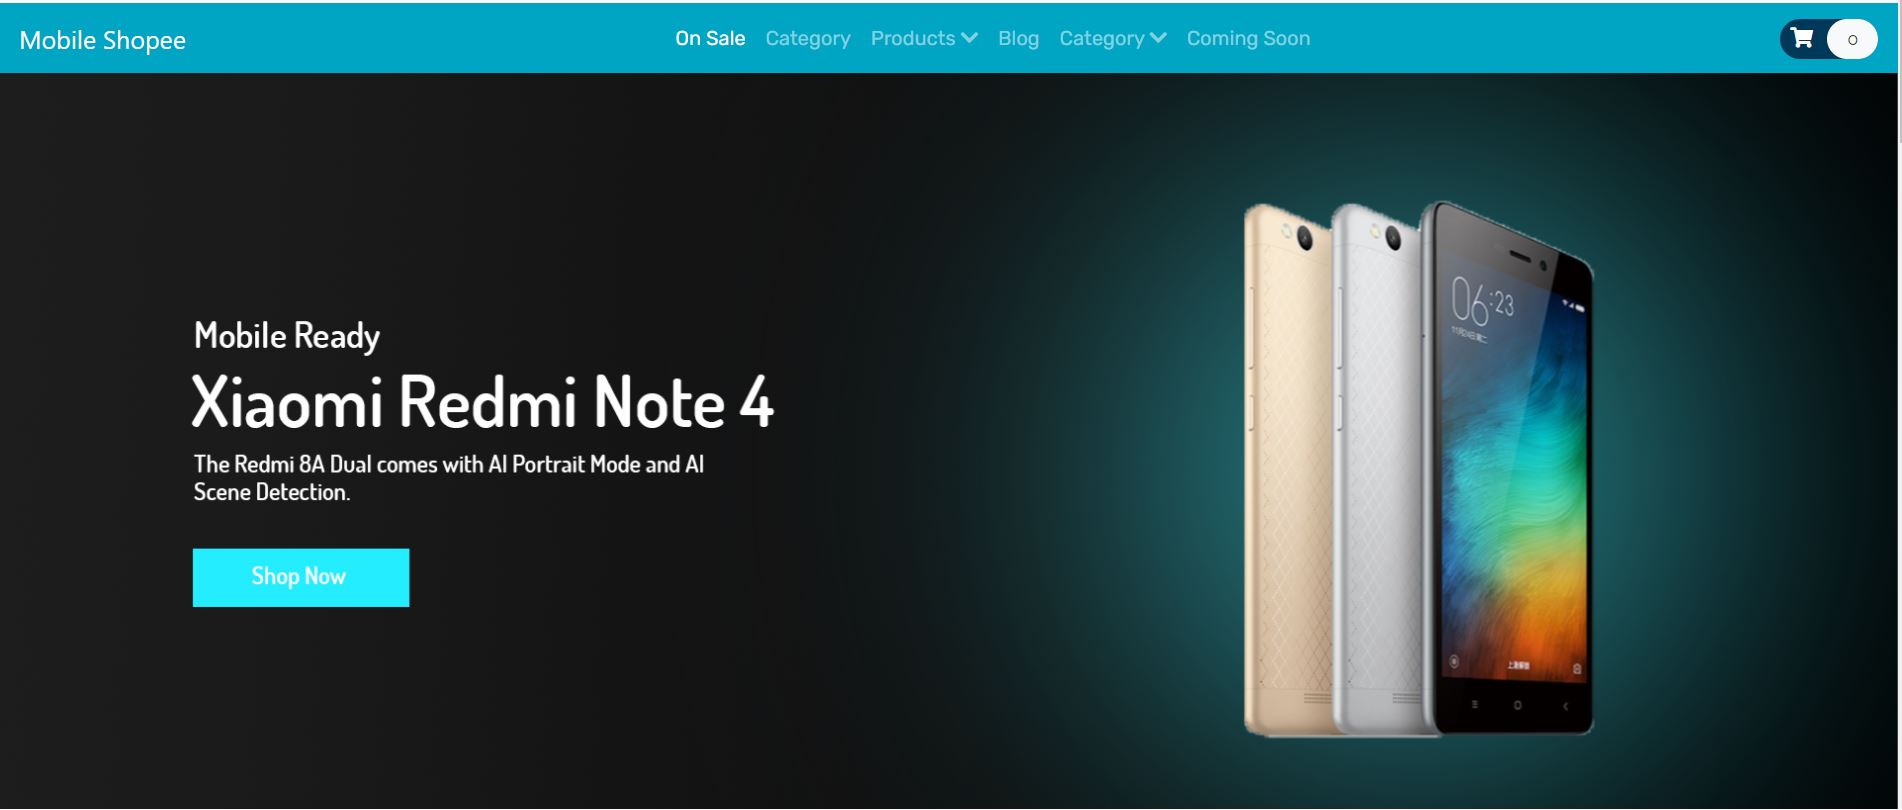 Mobile Shopee
On Sale Category Products Blog Category Coming Soon
0
Mobile Ready
Xiaomi Redmi Note 4
The Redmi 8A Dual comes with AI Portrait Mode and AI
Scene Detection.
Shop Now
06:23